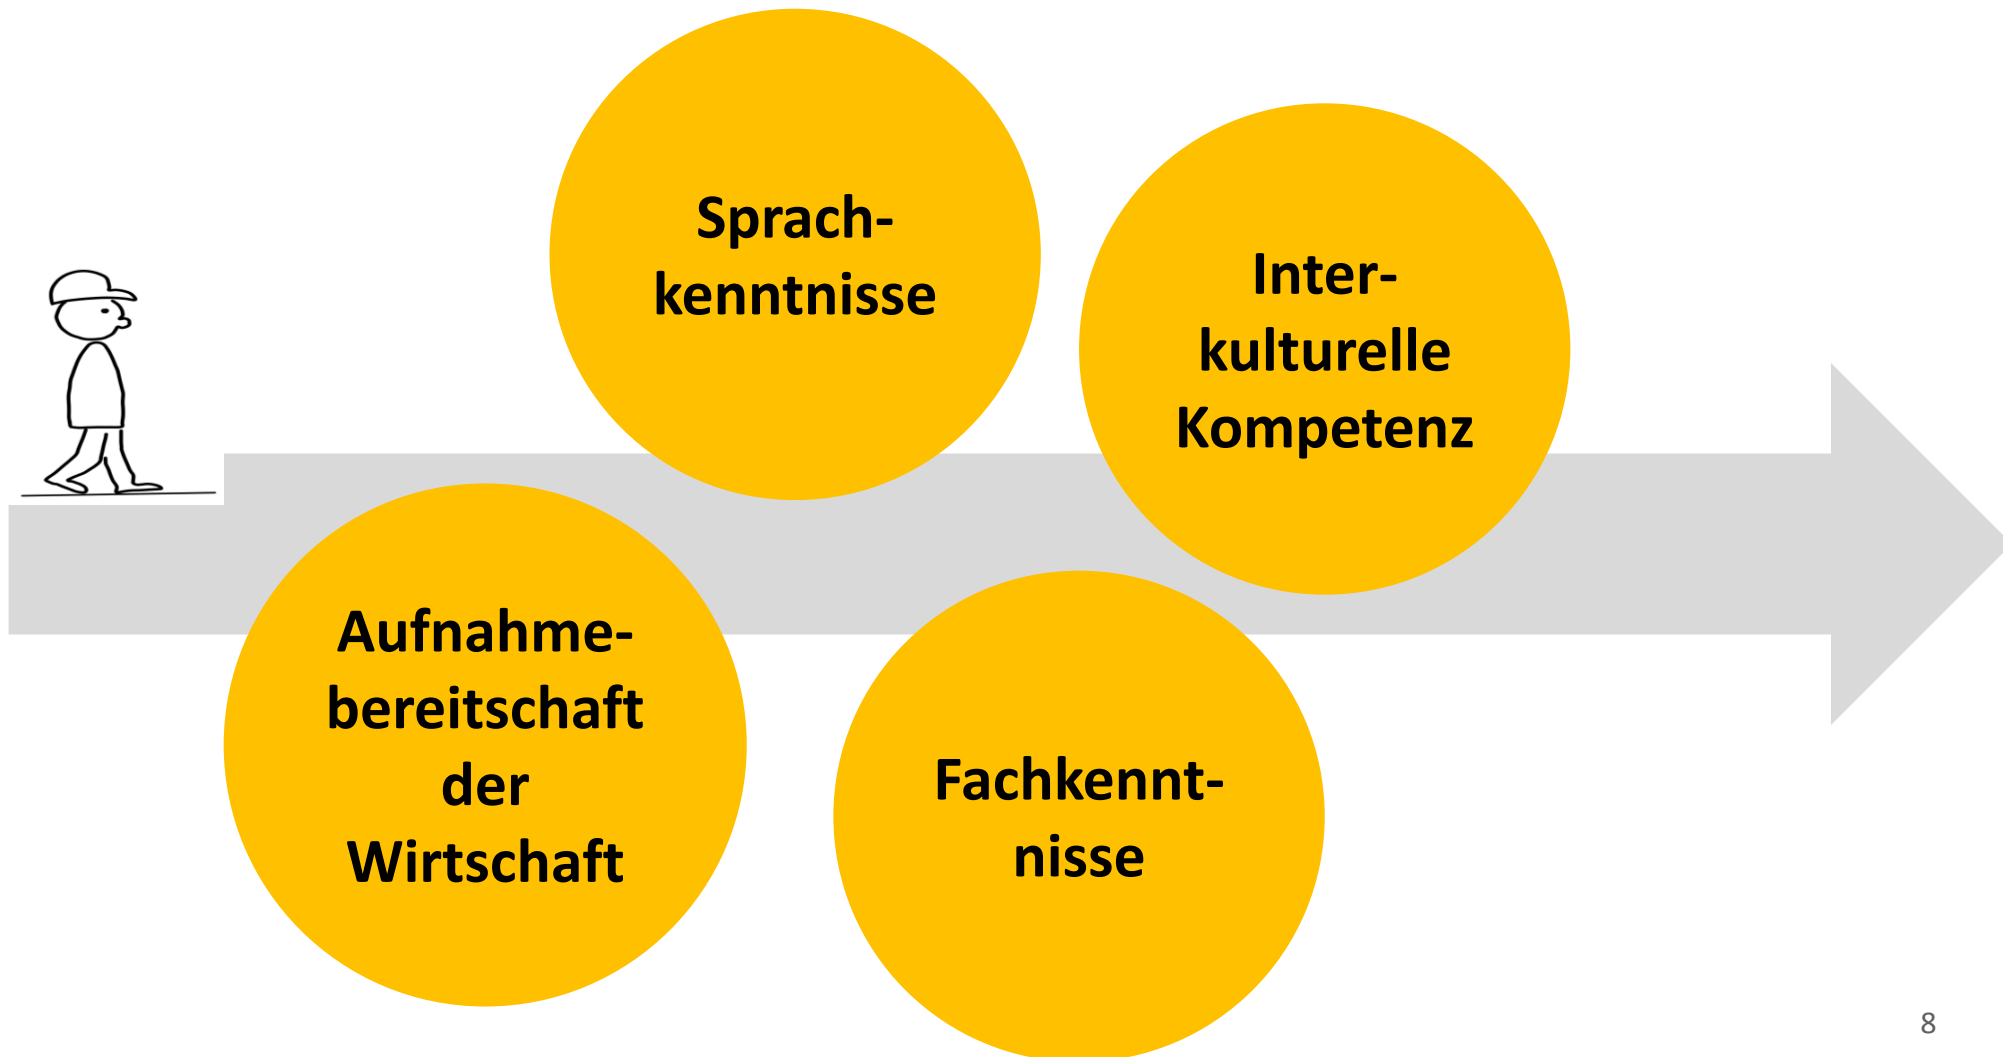 Sprach-
kenntnisse
Inter-
kulturelle
Kompetenz
Aufnahme-
bereitschaft
der
Wirtschaft
Fachkennt-
nisse
8